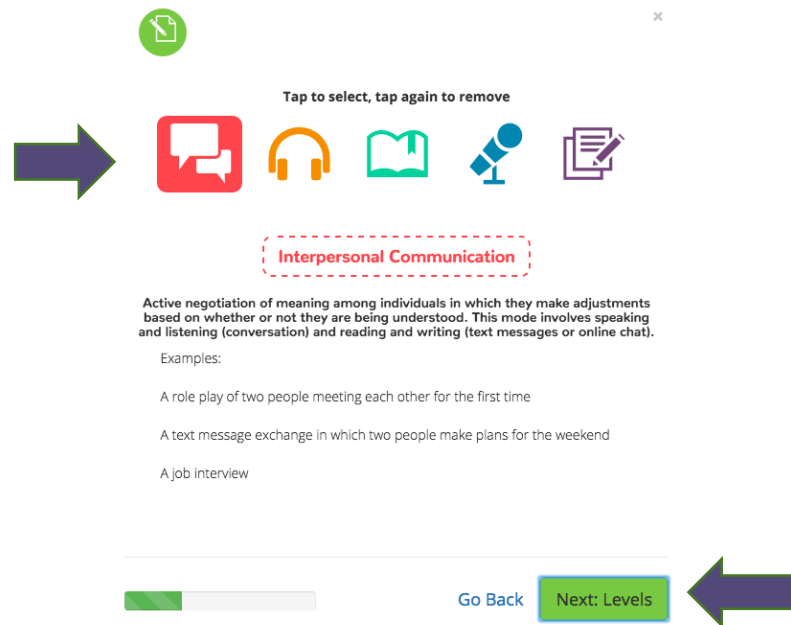 ×
Tap to select, tap again to remove
Interpersonal Communication
Active negotiation of meaning among individuals in which they make adjustments
based on whether or not they are being understood. This mode involves speaking
and listening (conversation) and reading and writing (text messages or online chat).
Examples:
A role play of two people meeting each other for the first time
A text message exchange in which two people make plans for the weekend
A job interview
Go Back Next: Levels